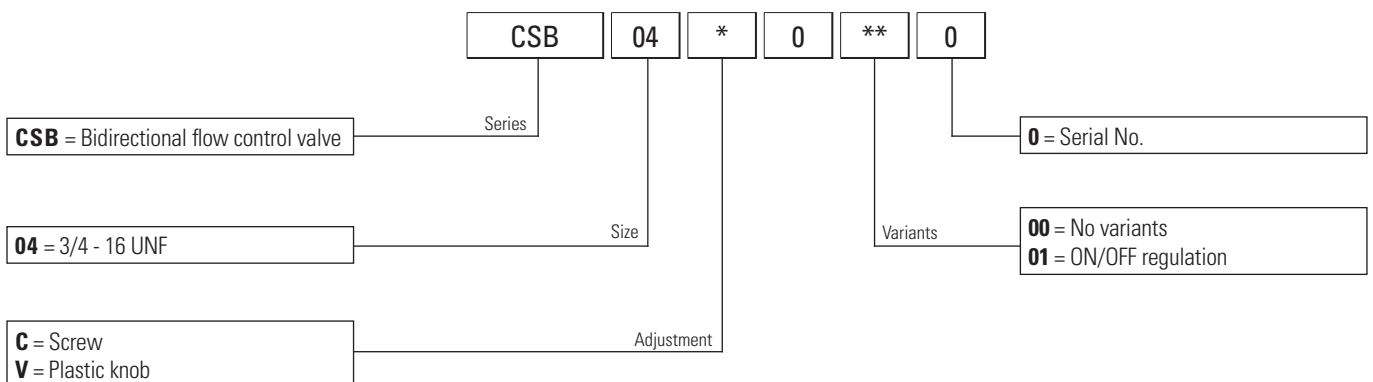 CSB 04 * 0 ** 0
Series
CSB = Bidirectional flow control valve
0 = Serial No.
Size
04 = 3/4 - 16 UNF
Variants
00 = No variants
01 = ON/OFF regulation
Adjustment
C = Screw
V = Plastic knob